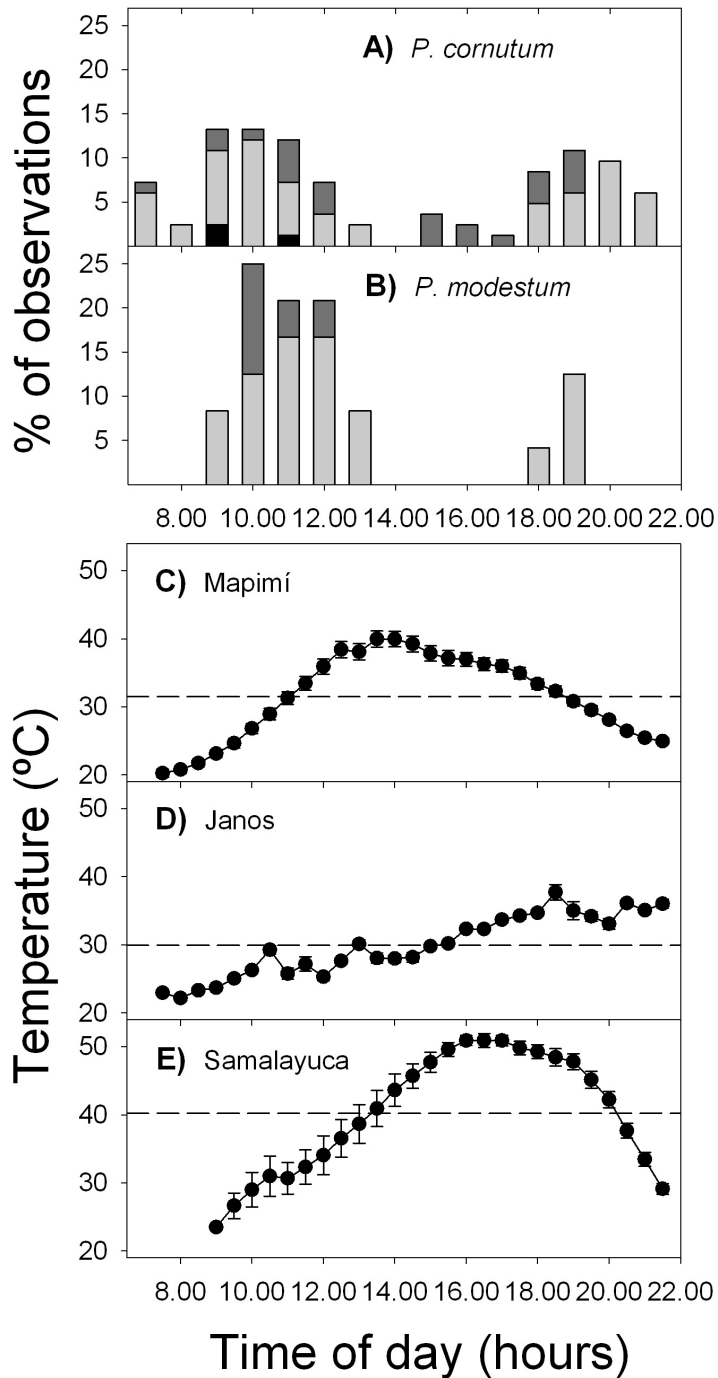 % of observations
A) P. cornutum
25
20
15
10
5
B) P. modestum
25
20
15
10
5
8.00 10.00 12.00 14.00 16.00 18.00 20.00 22.00
Temperature (ºC)
C) Mapimí
50
40
30
20
D) Janos
50
40
30
20
E) Samalayuca
50
40
30
20
8.00 10.00 12.00 14.00 16.00 18.00 20.00 22.00
Time of day (hours)